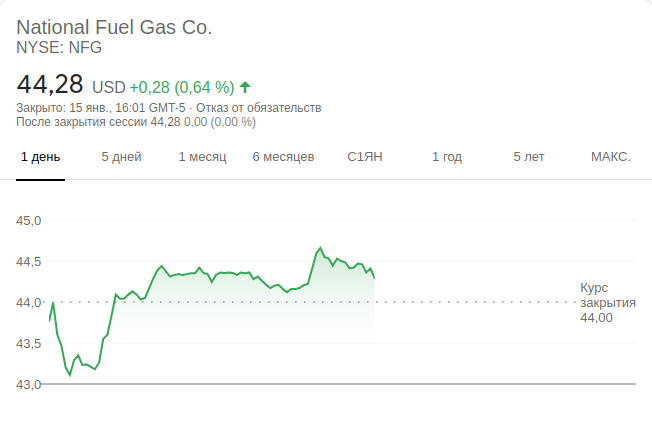 National Fuel Gas Co.
NYSE: NFG
44,28 USD +0,28 (0,64 %)
Закрыто: 15 янв., 16:01 GMT-5 · Отказ от обязательств
После закрытия сессии 44,28 0,00 (0,00 %)
1 день 5 дней 1 месяц 6 месяцев С1ЯН 1 год 5 лет МАКС.
45,0
44,5
44,0
43,5
43,0
Курс
закрытия
44,00